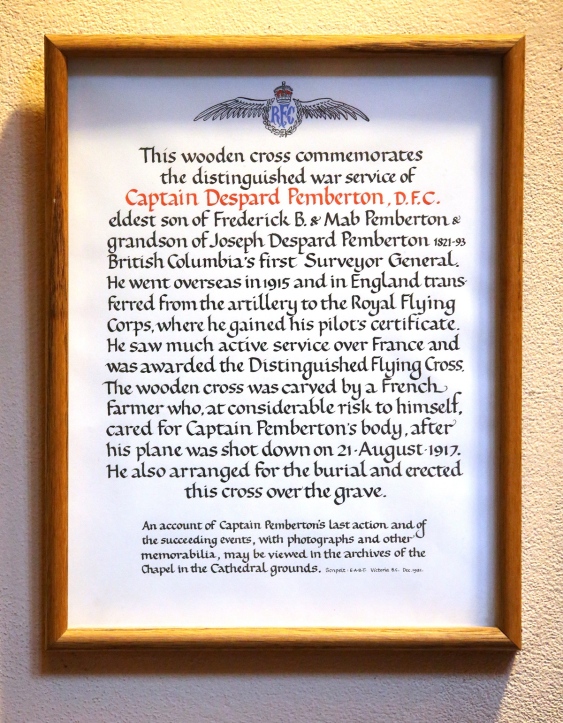 RFC
This wooden cross commemorates
the distinguished war service of
Captain Despard Pemberton, D.F.C.
eldest son of Frederick B. & Mab Pemberton &
grandson of Joseph Despard Pemberton 1821-93
British Columbia's first Surveyor General.
He went overseas in 1915 and in England trans-
ferred from the artillery to the Royal Flying
Corps, where he gained his pilot's certificate.
He saw much active service over France and
was awarded the Distinguished Flying Cross.
The wooden cross was carved by a French
farmer who, at considerable risk to himself,
cared for Captain Pemberton's body, after
his plane was shot down on 21·August·1917.
He also arranged for the burial and erected
this cross over the grave.
An account of Captain Pemberton's last action and of
the succeeding events, with photographs and other
memorabilia, may be viewed in the archives of the
Chapel in the Cathedral grounds. Victoria B.C. Dec.